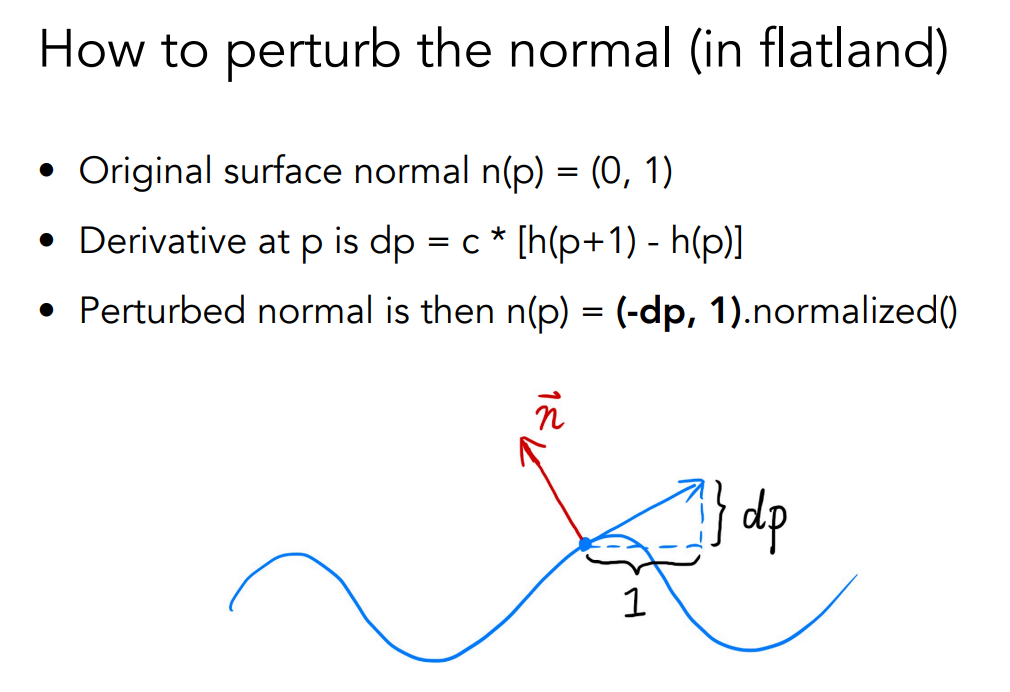 How to perturb the normal (in flatland)
• Original surface normal n(p) = (0, 1)
• Derivative at p is dp = c * [h(p+1) - h(p)]
• Perturbed normal is then n(p) = (-dp, 1).normalized()
n⃗
} dp
1